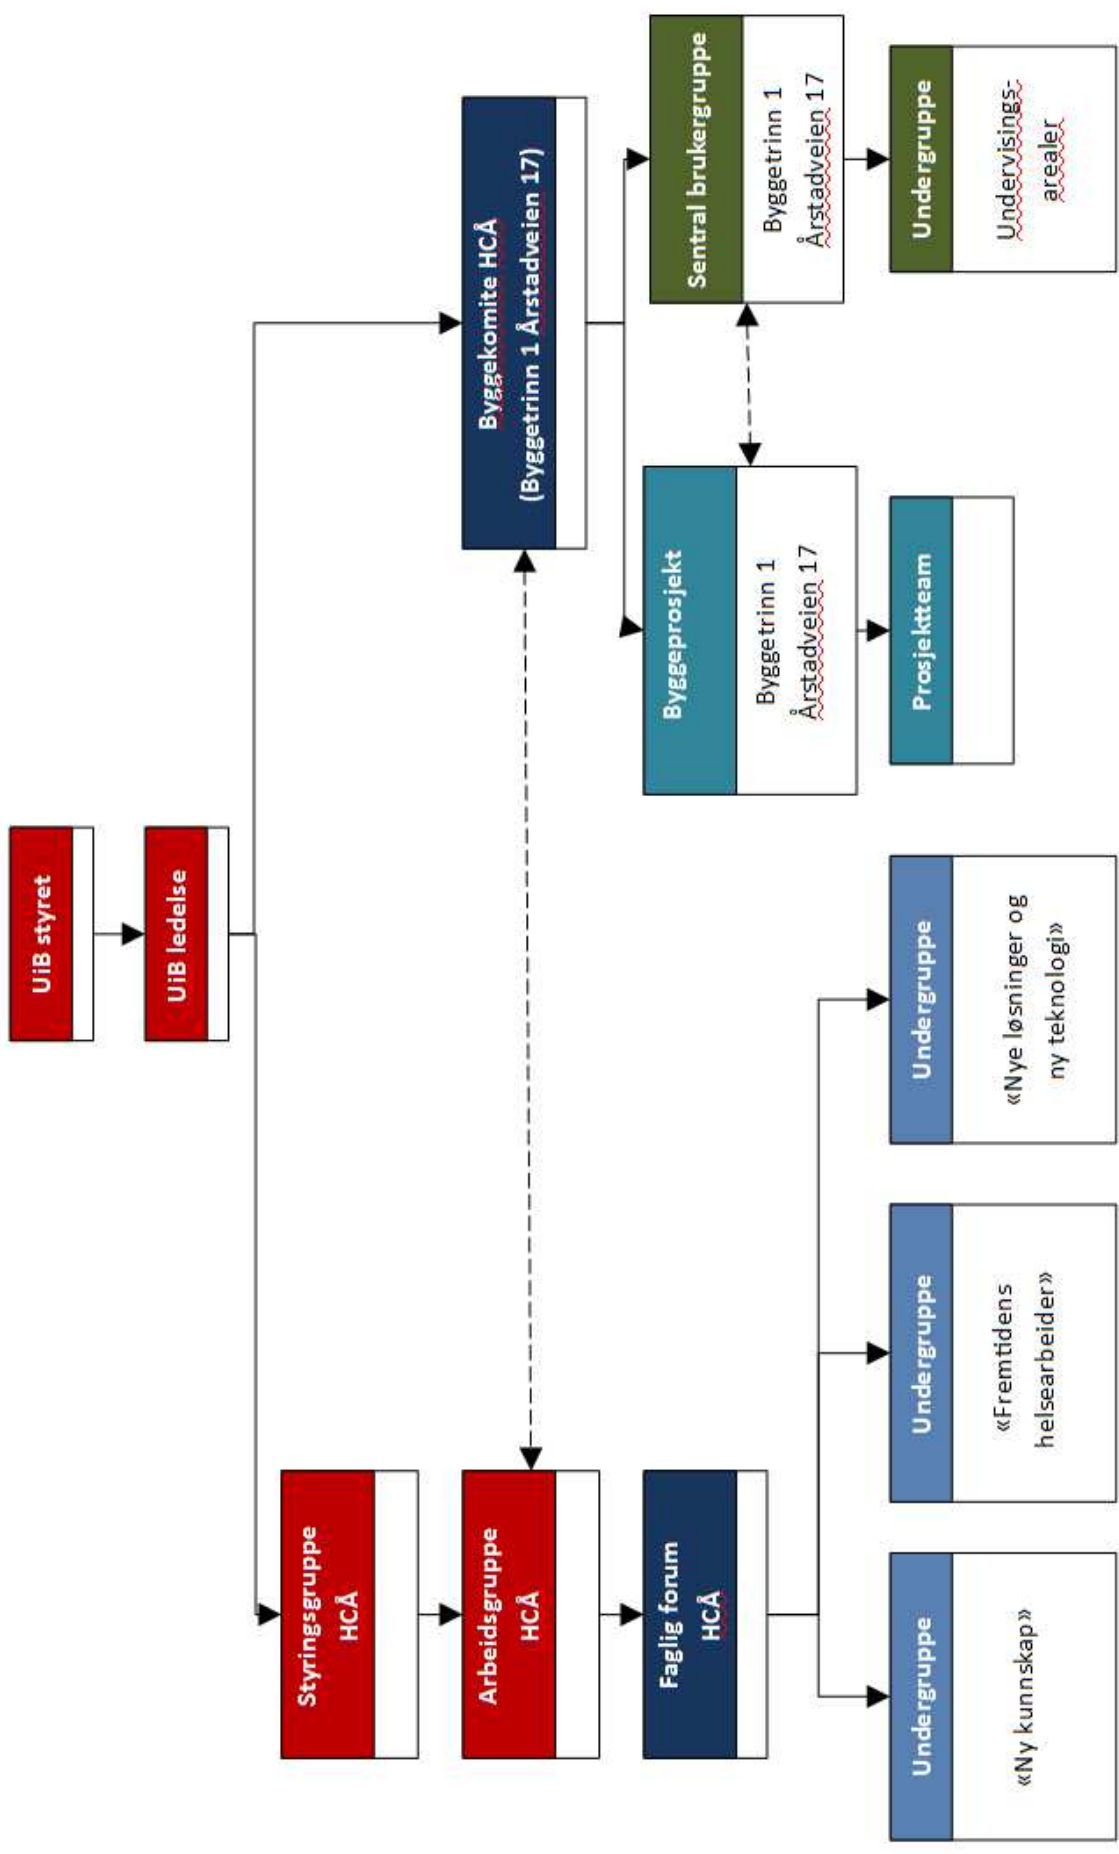 UiB styret
UiB ledelse
Styringsgruppe
HCÅ
Arbeidsgruppe
HCÅ
Byggekomite HCÅ
(Byggetrinn 1 Årstadveien 17)
Faglig forum
HCÅ
Byggeprosjekt
Byggetrinn 1
Årstadveien 17
Sentral brukergruppe
Byggetrinn 1
Årstadveien 17
Undergruppe
«Ny kunnskap»
Undergruppe
«Fremtidens
helsearbeider»
Undergruppe
«Nye løsninger og
ny teknologi»
Prosjektteam
Undergruppe
Undervisings-
arealer